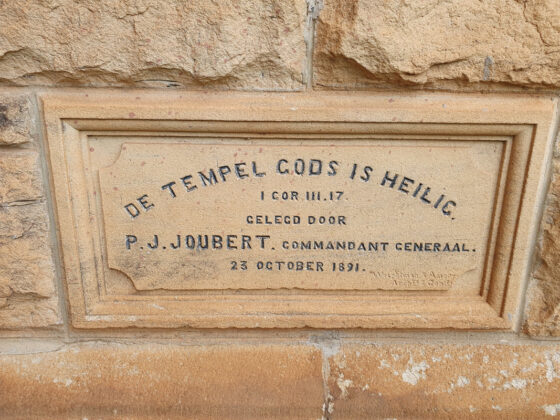 DE TEMPEL GODS IS HEILIG.
I COR III.17.
GELEGD DOOR
P.J. JOUBERT. COMMANDANT GENERAAL.
23 OCTOBER 1891.